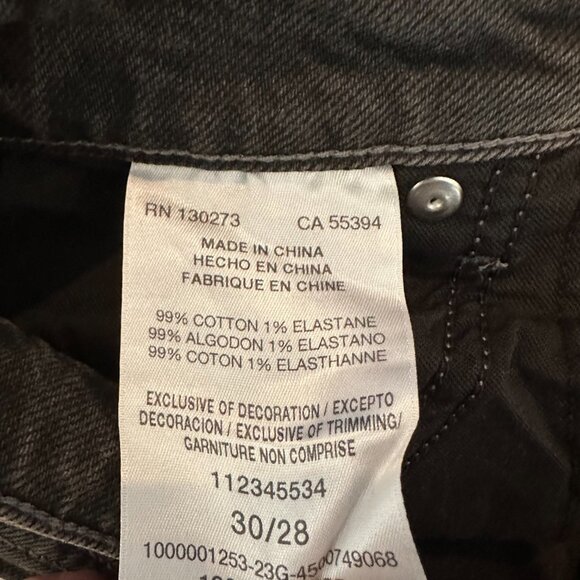 RN 130273 CA 55394
MADE IN CHINA
HECHO EN CHINA
FABRIQUE EN CHINE
99% COTTON 1% ELASTANE
99% ALGODON 1% ELASTANO
99% COTON 1% ELASTHANNE
EXCLUSIVE OF DECORATION / EXCEPTO
DECORACION / EXCLUSIVE OF TRIMMING/
GARNITURE NON COMPRISE
112345534
30/28
1000001253-23G-4500749068